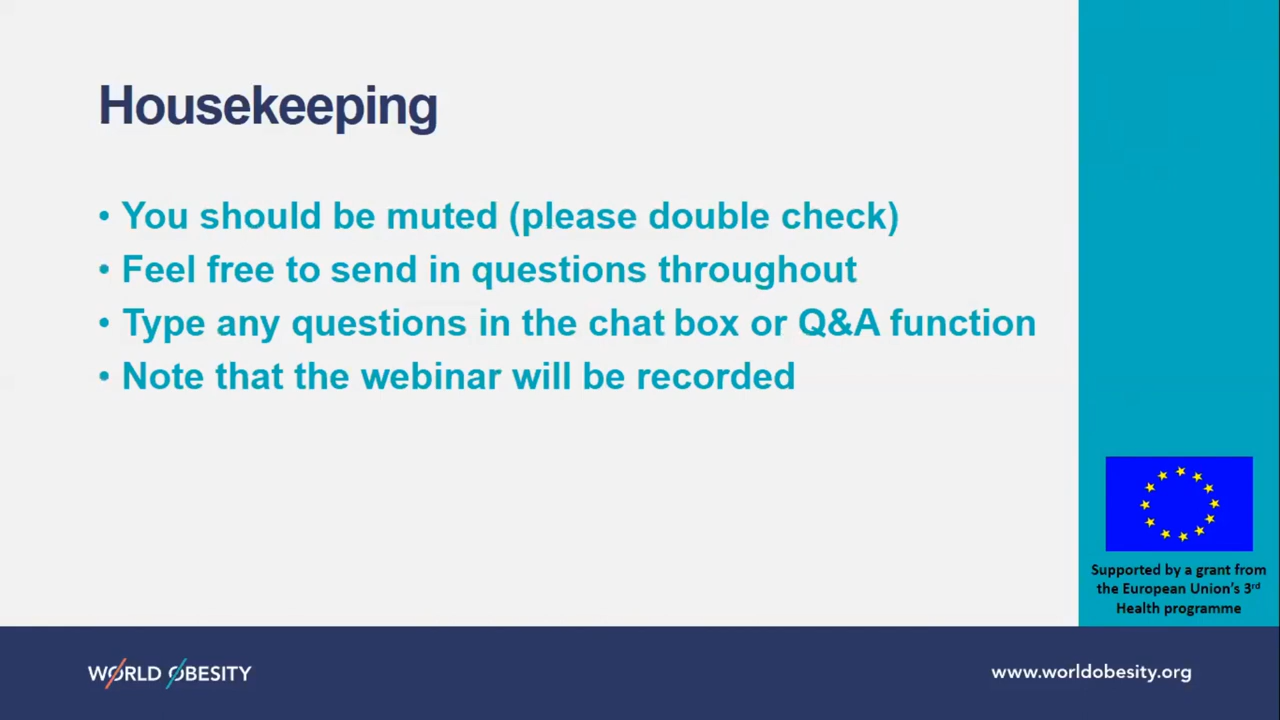 Housekeeping
• You should be muted (please double check)
• Feel free to send in questions throughout
• Type any questions in the chat box or Q&A function
• Note that the webinar will be recorded
Supported by a grant from
the European Union’s 3rd
Health programme
WORLD OBESITY
www.worldobesity.org